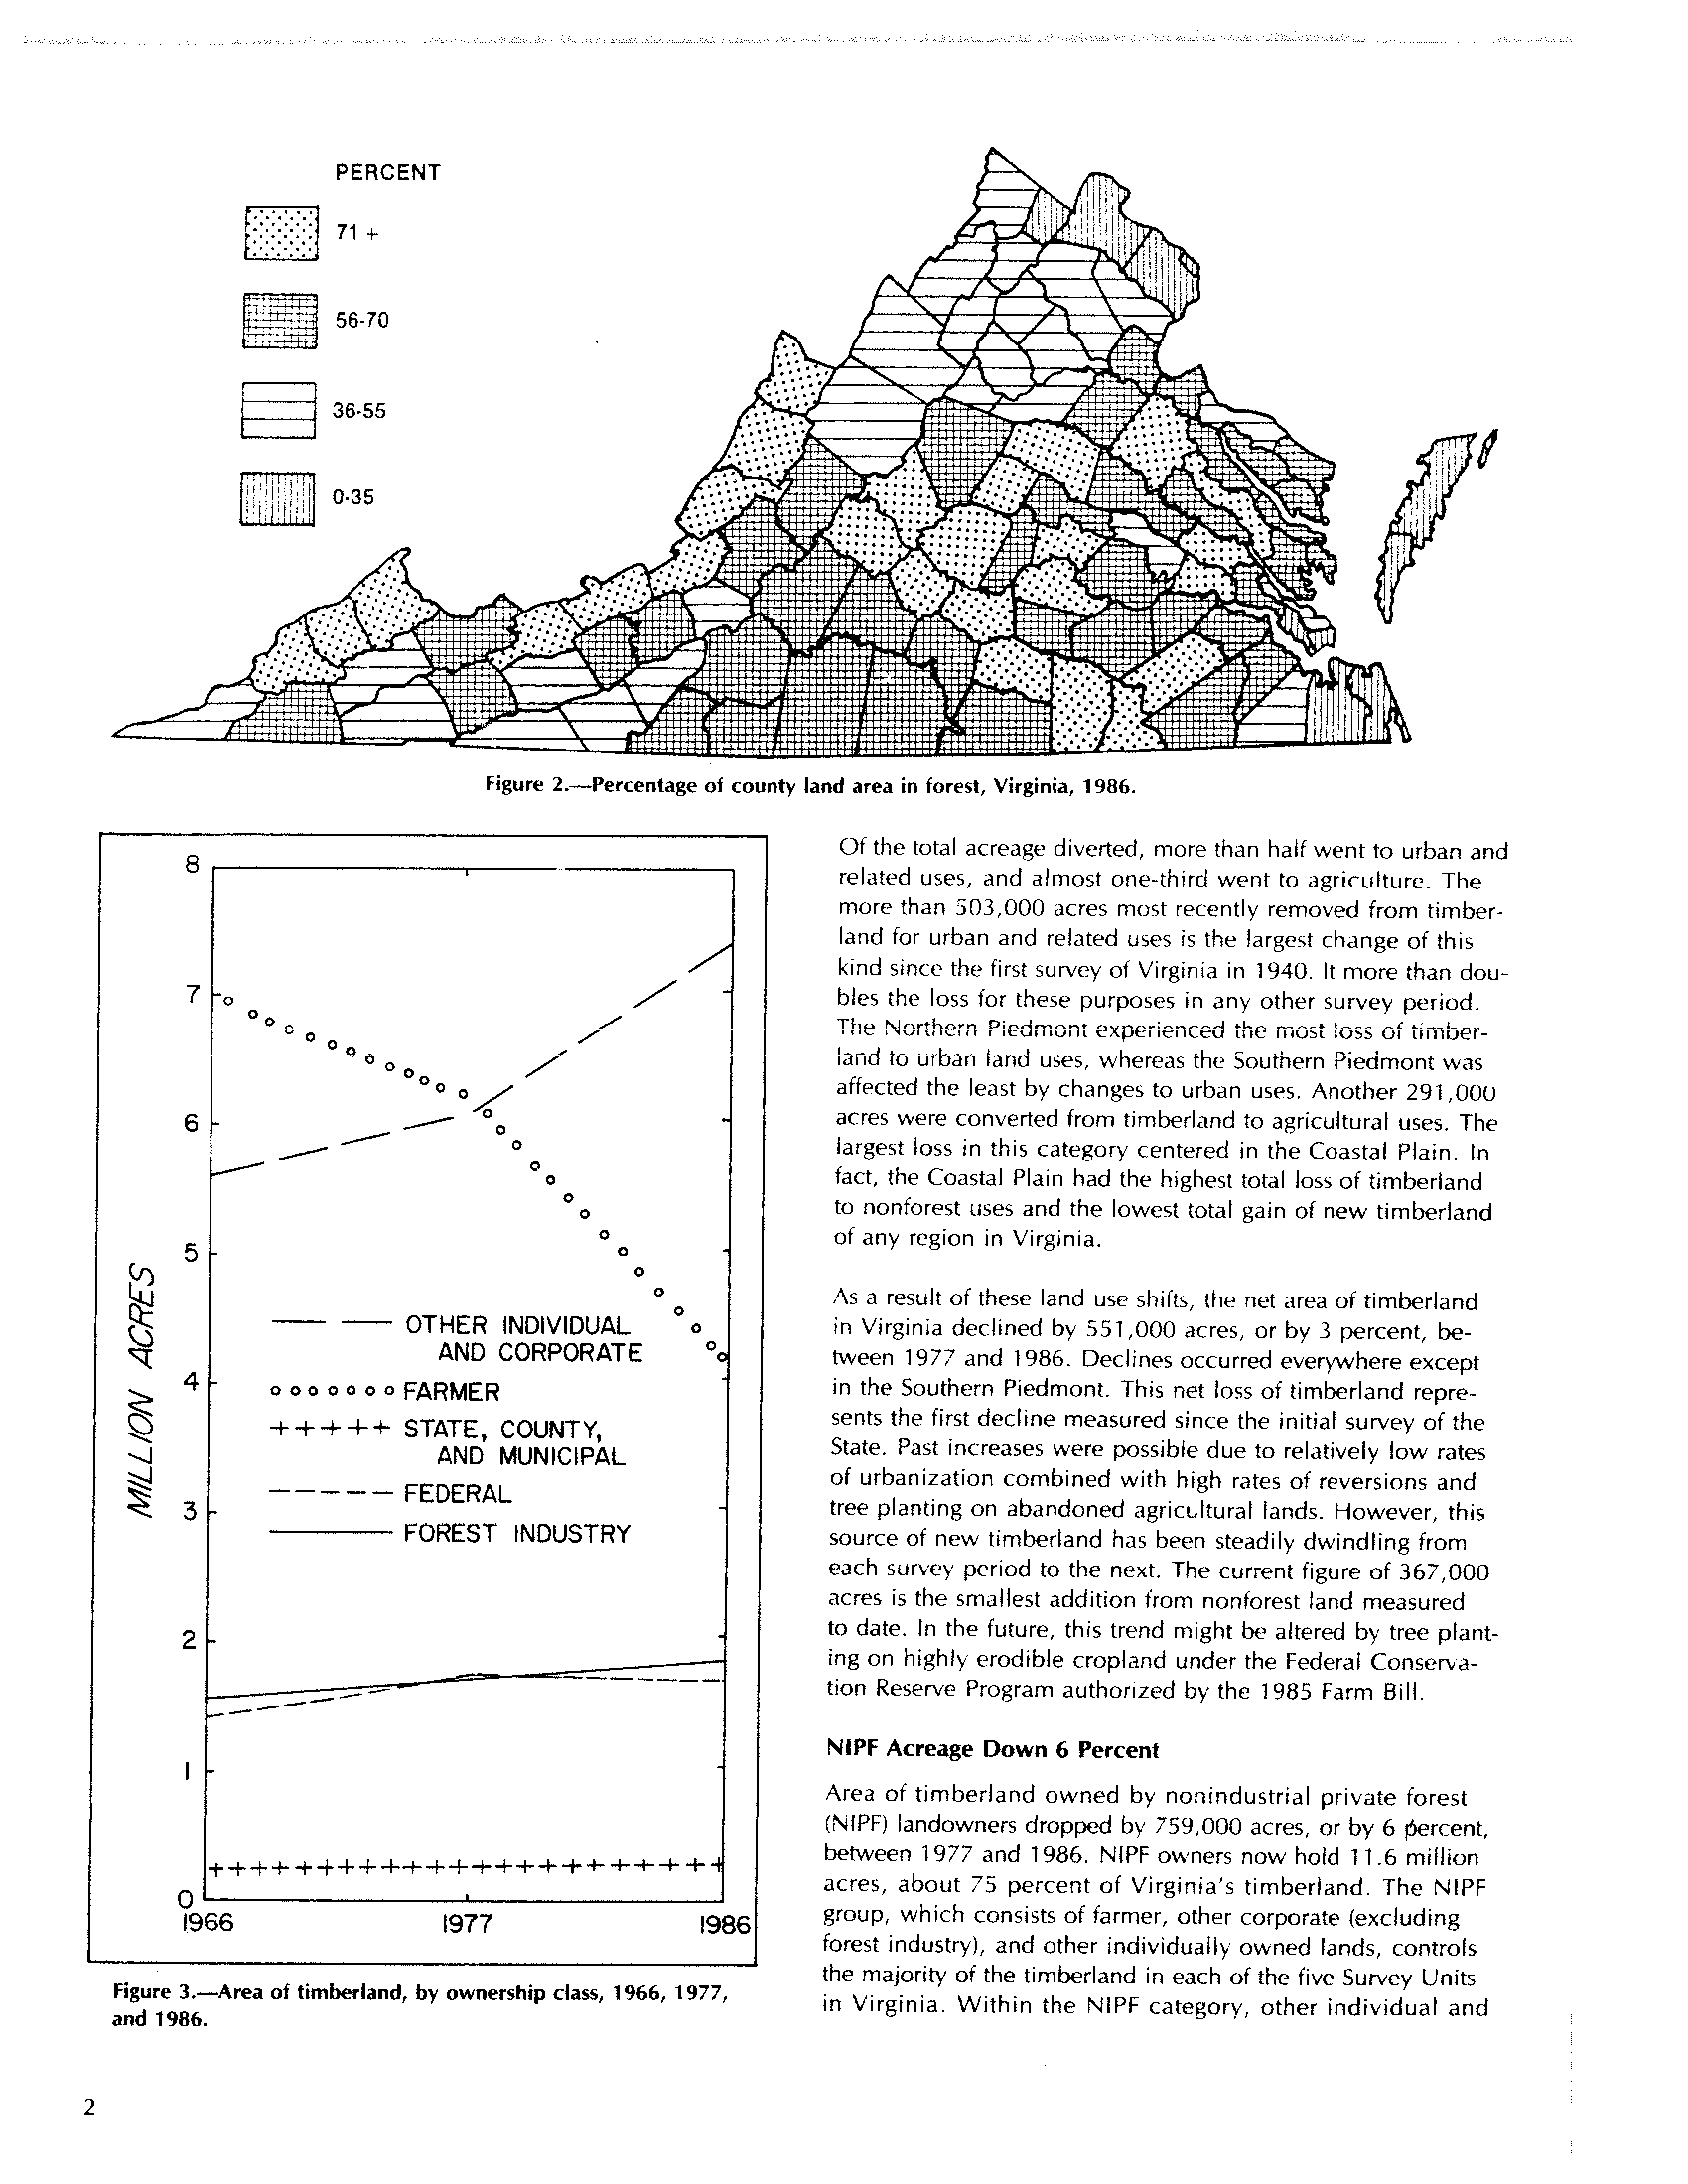 PERCENT
71 +
56-70
36-55
0-35
Figure 2.—Percentage of county land area in forest, Virginia, 1986.
8
7
6
5
4
3
2
1
0
MILLION ACRES
OTHER INDIVIDUAL
AND CORPORATE
FARMER
STATE, COUNTY,
AND MUNICIPAL
FEDERAL
FOREST INDUSTRY
1966 1977 1986
Figure 3.—Area of timberland, by ownership class, 1966, 1977,
and 1986.
Of the total acreage diverted, more than half went to urban and
related uses, and almost one-third went to agriculture. The
more than 503,000 acres most recently removed from timber-
land for urban and related uses is the largest change of this
kind since the first survey of Virginia in 1940. It more than dou-
bles the loss for these purposes in any other survey period.
The Northern Piedmont experienced the most loss of timber-
land to urban land uses, whereas the Southern Piedmont was
affected the least by changes to urban uses. Another 291,000
acres were converted from timberland to agricultural uses. The
largest loss in this category centered in the Coastal Plain. In
fact, the Coastal Plain had the highest total loss of timberland
to nonforest uses and the lowest total gain of new timberland
of any region in Virginia.
As a result of these land use shifts, the net area of timberland
in Virginia declined by 551,000 acres, or by 3 percent, be-
tween 1977 and 1986. Declines occurred everywhere except
in the Southern Piedmont. This net loss of timberland repre-
sents the first decline measured since the initial survey of the
State. Past increases were possible due to relatively low rates
of urbanization combined with high rates of reversions and
tree planting on abandoned agricultural lands. However, this
source of new timberland has been steadily dwindling from
each survey period to the next. The current figure of 367,000
acres is the smallest addition from nonforest land measured
to date. In the future, this trend might be altered by tree plant-
ing on highly erodible cropland under the Federal Conserva-
tion Reserve Program authorized by the 1985 Farm Bill.
NIPF Acreage Down 6 Percent
Area of timberland owned by nonindustrial private forest
(NIPF) landowners dropped by 759,000 acres, or by 6 percent,
between 1977 and 1986. NIPF owners now hold 11.6 million
acres, about 75 percent of Virginia's timberland. The NIPF
group, which consists of farmer, other corporate (excluding
forest industry), and other individually owned lands, controls
the majority of the timberland in each of the five Survey Units
in Virginia. Within the NIPF category, other individual and
2